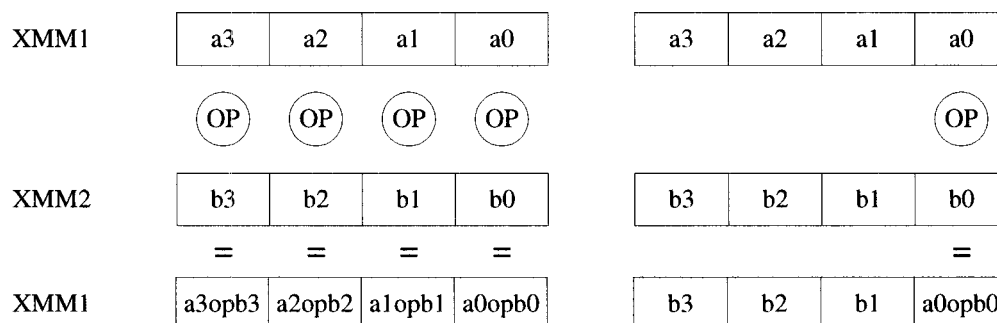 XMM1 a3 a2 a1 a0 a3 a2 a1 a0
OP OP OP OP OP
XMM2 b3 b2 b1 b0 b3 b2 b1 b0
= = = = =
XMM1 a3opb3 a2opb2 a1opb1 a0opb0 b3 b2 b1 a0opb0